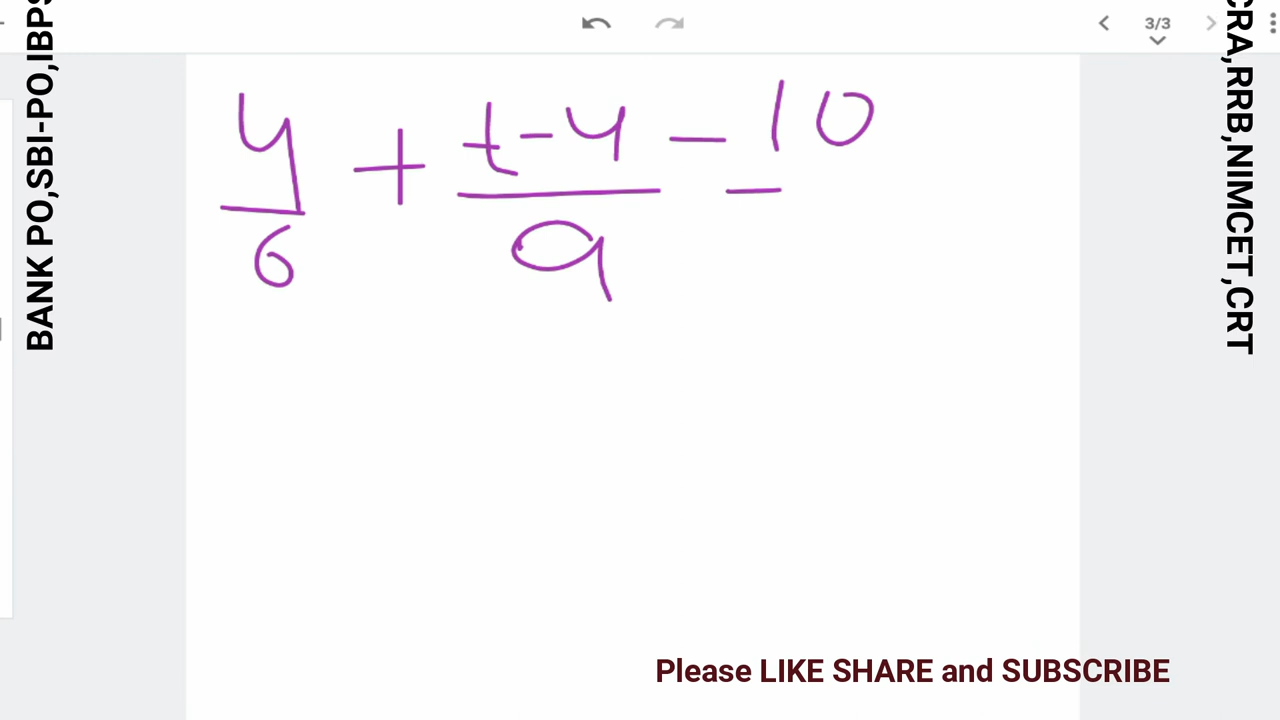 3/3
BANK PO,SBI-PO,IBPS
CRA,RRB,NIMCET,CRT
4 + t-4 - 10
6 9
Please LIKE SHARE and SUBSCRIBE